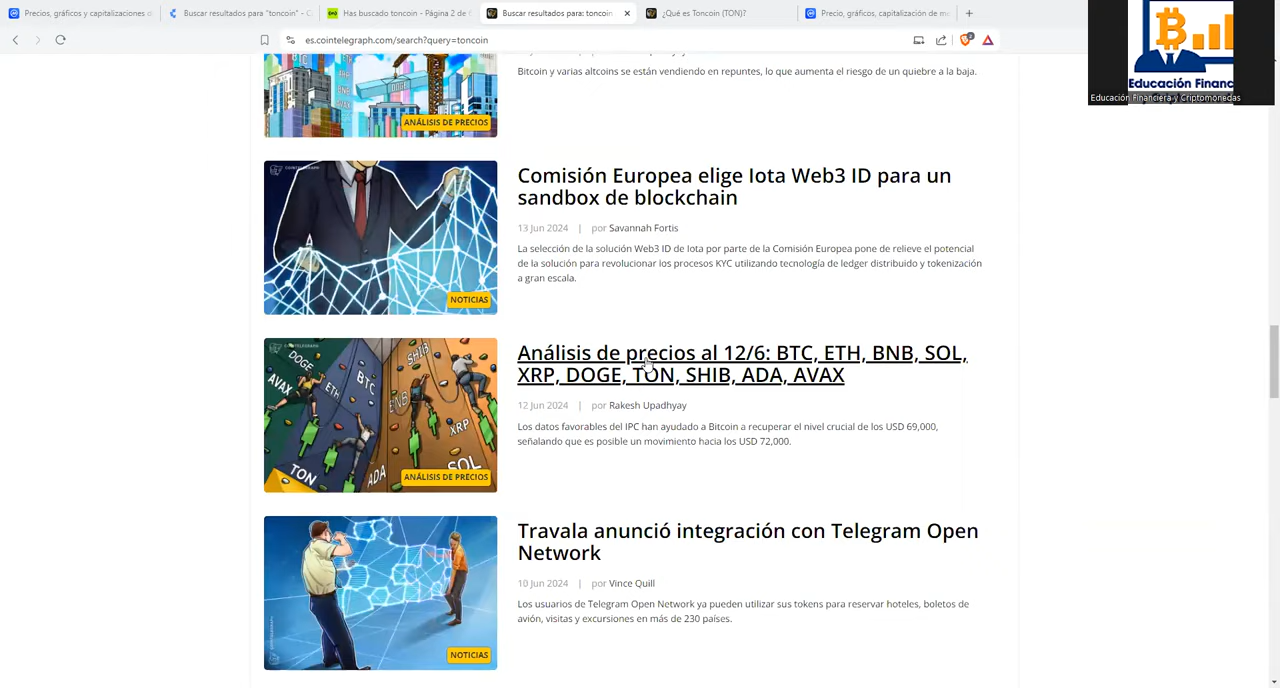 Precios, gráficos y capitalizaciones d
Buscar resultados para "toncoin" - C
Has buscado toncoin - Página 2 de
Buscar resultados para: toncoin
¿Qué es Toncoin (TON)?
Precio, gráficos, capitalización de me
es.cointelegraph.com/search?query=toncoin
Educación Financ
Educación Financiera y Criptomonedas
DOGE
BNB
AVAX
ANÁLISIS DE PRECIOS
Bitcoin y varias altcoins se están vendiendo en repuntes, lo que aumenta el riesgo de un quiebre a la baja.
COINTELEGRAPH
NOTICIAS
Comisión Europea elige Iota Web3 ID para un
sandbox de blockchain
13 Jun 2024 | por Savannah Fortis
La selección de la solución Web3 ID de Iota por parte de la Comisión Europea pone de relieve el potencial
de la solución para revolucionar los procesos KYC utilizando tecnología de ledger distribuido y tokenización
a gran escala.
COINTELEGRAPH
DOGE
SHIB
AVAX
ETH
BTC
BNB
XRP
TON
ADA
SOL
ANÁLISIS DE PRECIOS
Análisis de precios al 12/6: BTC, ETH, BNB, SOL,
XRP, DOGE, TON, SHIB, ADA, AVAX
12 Jun 2024 | por Rakesh Upadhyay
Los datos favorables del IPC han ayudado a Bitcoin a recuperar el nivel crucial de los USD 69,000,
señalando que es posible un movimiento hacia los USD 72,000.
NOTICIAS
Travala anunció integración con Telegram Open
Network
10 Jun 2024 | por Vince Quill
Los usuarios de Telegram Open Network ya pueden utilizar sus tokens para reservar hoteles, boletos de
avión, visitas y excursiones en más de 230 países.